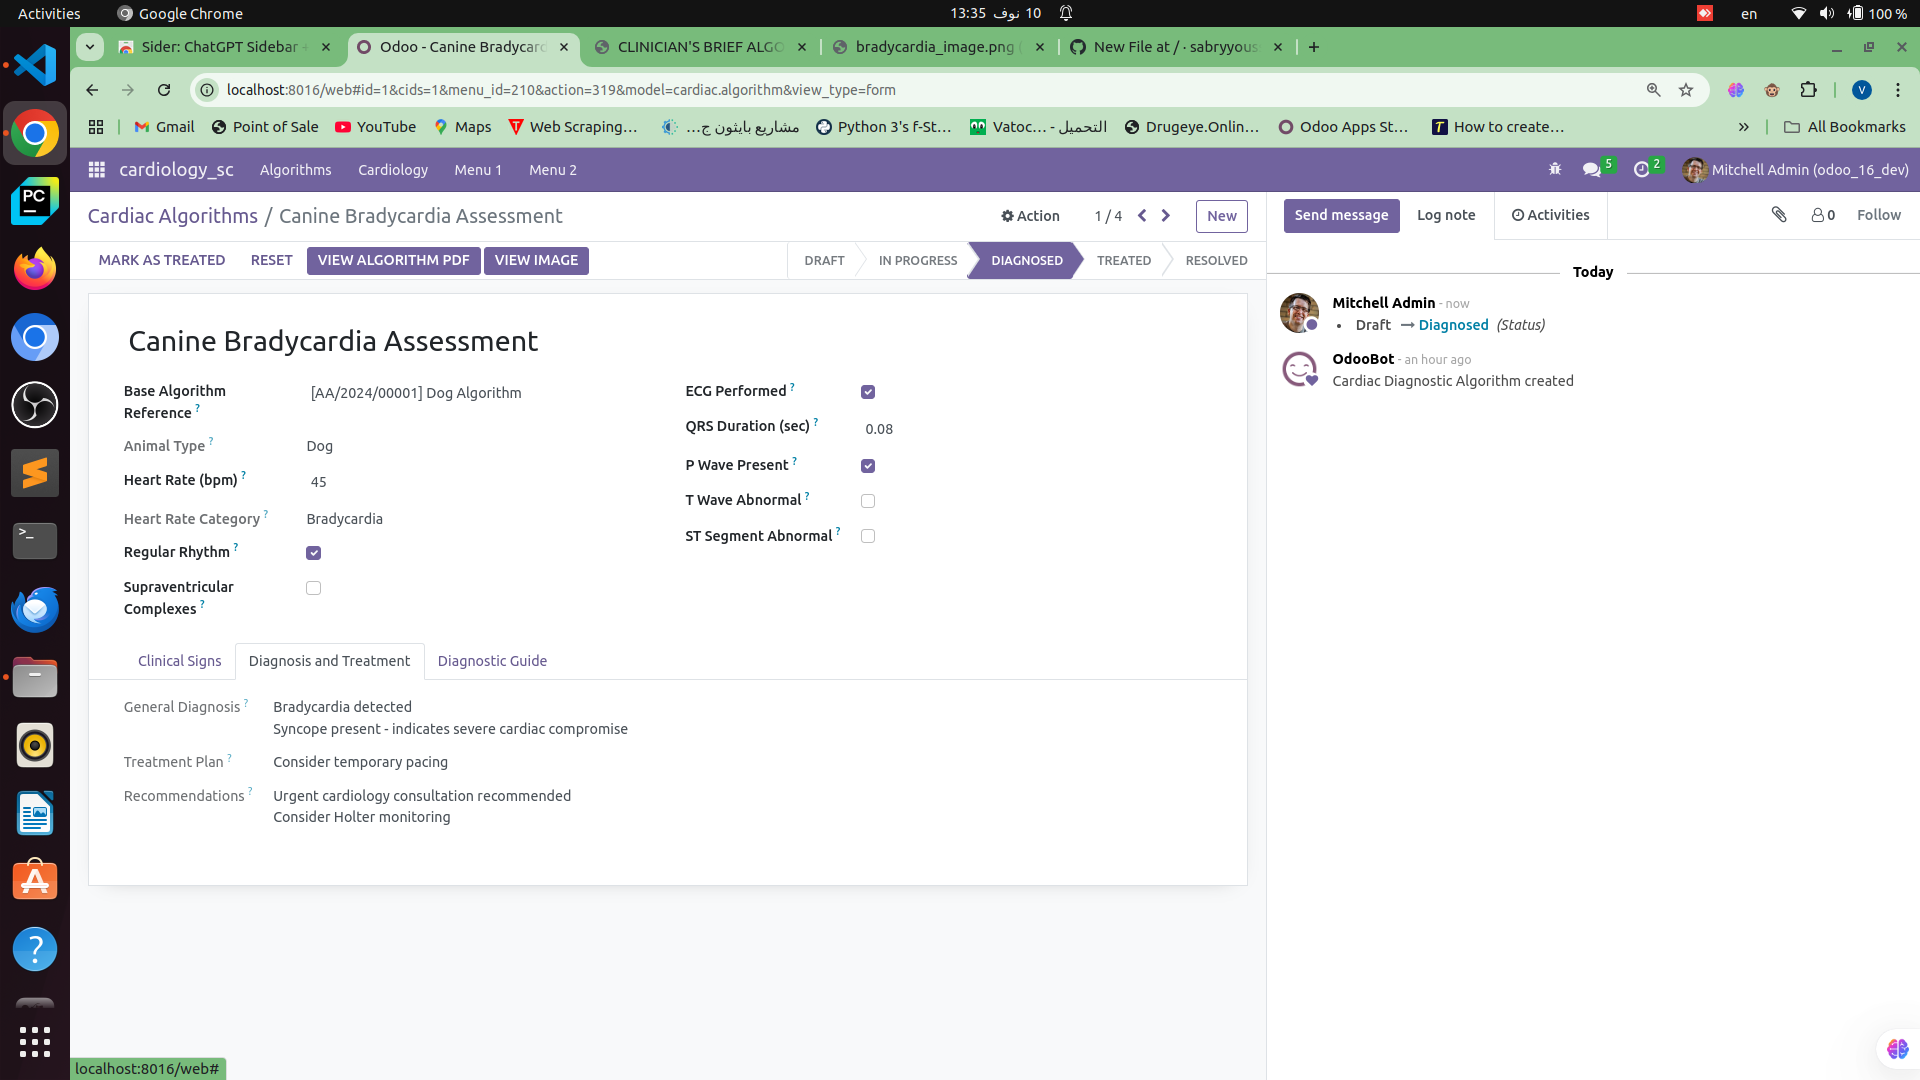 Activities
Google Chrome
10 نوف 13:35
en
100 %
Sider: ChatGPT Sidebar
Odoo - Canine Bradycard
CLINICIAN'S BRIEF ALGO
bradycardia_image.png (
New File at / · sabryyous
localhost:8016/web#id=1&cids=1&menu_id=210&action=319&model=cardiac.algorithm&view_type=form
V
Gmail
Point of Sale
YouTube
Maps
Web Scraping...
مشاريع بايثون ج...
Python 3's f-St...
Vatoc... - التحميل
Drugeye.Onlin...
Odoo Apps St...
How to create...
»
All Bookmarks
cardiology_sc
Algorithms
Cardiology
Menu 1
Menu 2
5
2
Mitchell Admin (odoo_16_dev)
Cardiac Algorithms / Canine Bradycardia Assessment
Action
1 / 4
New
Send message
Log note
Activities
0
Follow
MARK AS TREATED
RESET
VIEW ALGORITHM PDF
VIEW IMAGE
DRAFT
IN PROGRESS
DIAGNOSED
TREATED
RESOLVED
Today
Mitchell Admin - now
• Draft → Diagnosed (Status)
OdooBot - an hour ago
Cardiac Diagnostic Algorithm created
Canine Bradycardia Assessment
Base Algorithm
Reference ?
[AA/2024/00001] Dog Algorithm
Animal Type ?
Dog
Heart Rate (bpm) ?
45
Heart Rate Category ?
Bradycardia
Regular Rhythm ?
Supraventricular
Complexes ?
ECG Performed ?
QRS Duration (sec) ?
0.08
P Wave Present ?
T Wave Abnormal ?
ST Segment Abnormal ?
Clinical Signs
Diagnosis and Treatment
Diagnostic Guide
General Diagnosis ?
Bradycardia detected
Syncope present - indicates severe cardiac compromise
Treatment Plan ?
Consider temporary pacing
Recommendations ?
Urgent cardiology consultation recommended
Consider Holter monitoring
PC
>_
?
localhost:8016/web#